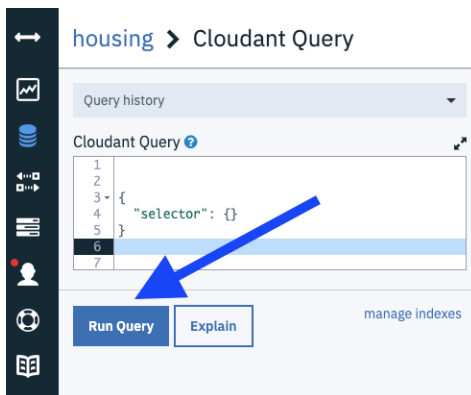 housing > Cloudant Query
Query history
Cloudant Query ?
1
2
3 {
4 "selector": {}
5 }
6
7
Run Query Explain manage indexes